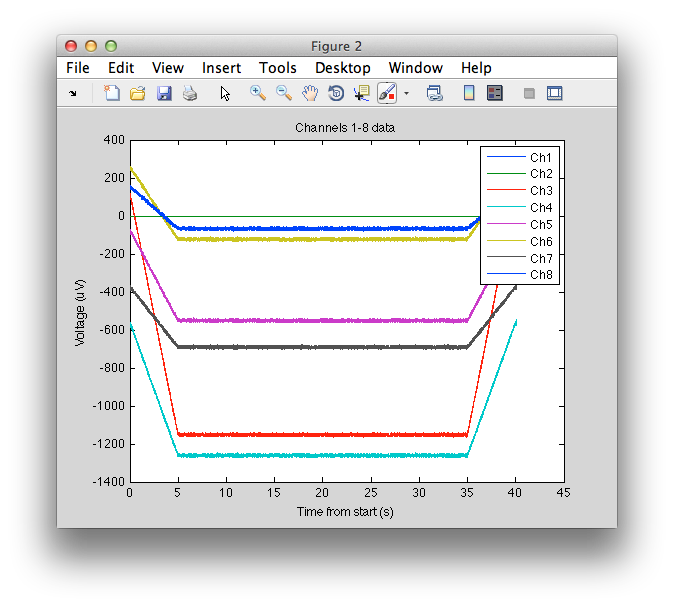 Figure 2
File Edit View Insert Tools Desktop Window Help
Channels 1-8 data
400
200
0
-200
-400
-600
-800
-1000
-1200
-1400
Voltage (u V)
0 5 10 15 20 25 30 35 40 45
Time from start (s)
Ch1
Ch2
Ch3
Ch4
Ch5
Ch6
Ch7
Ch8